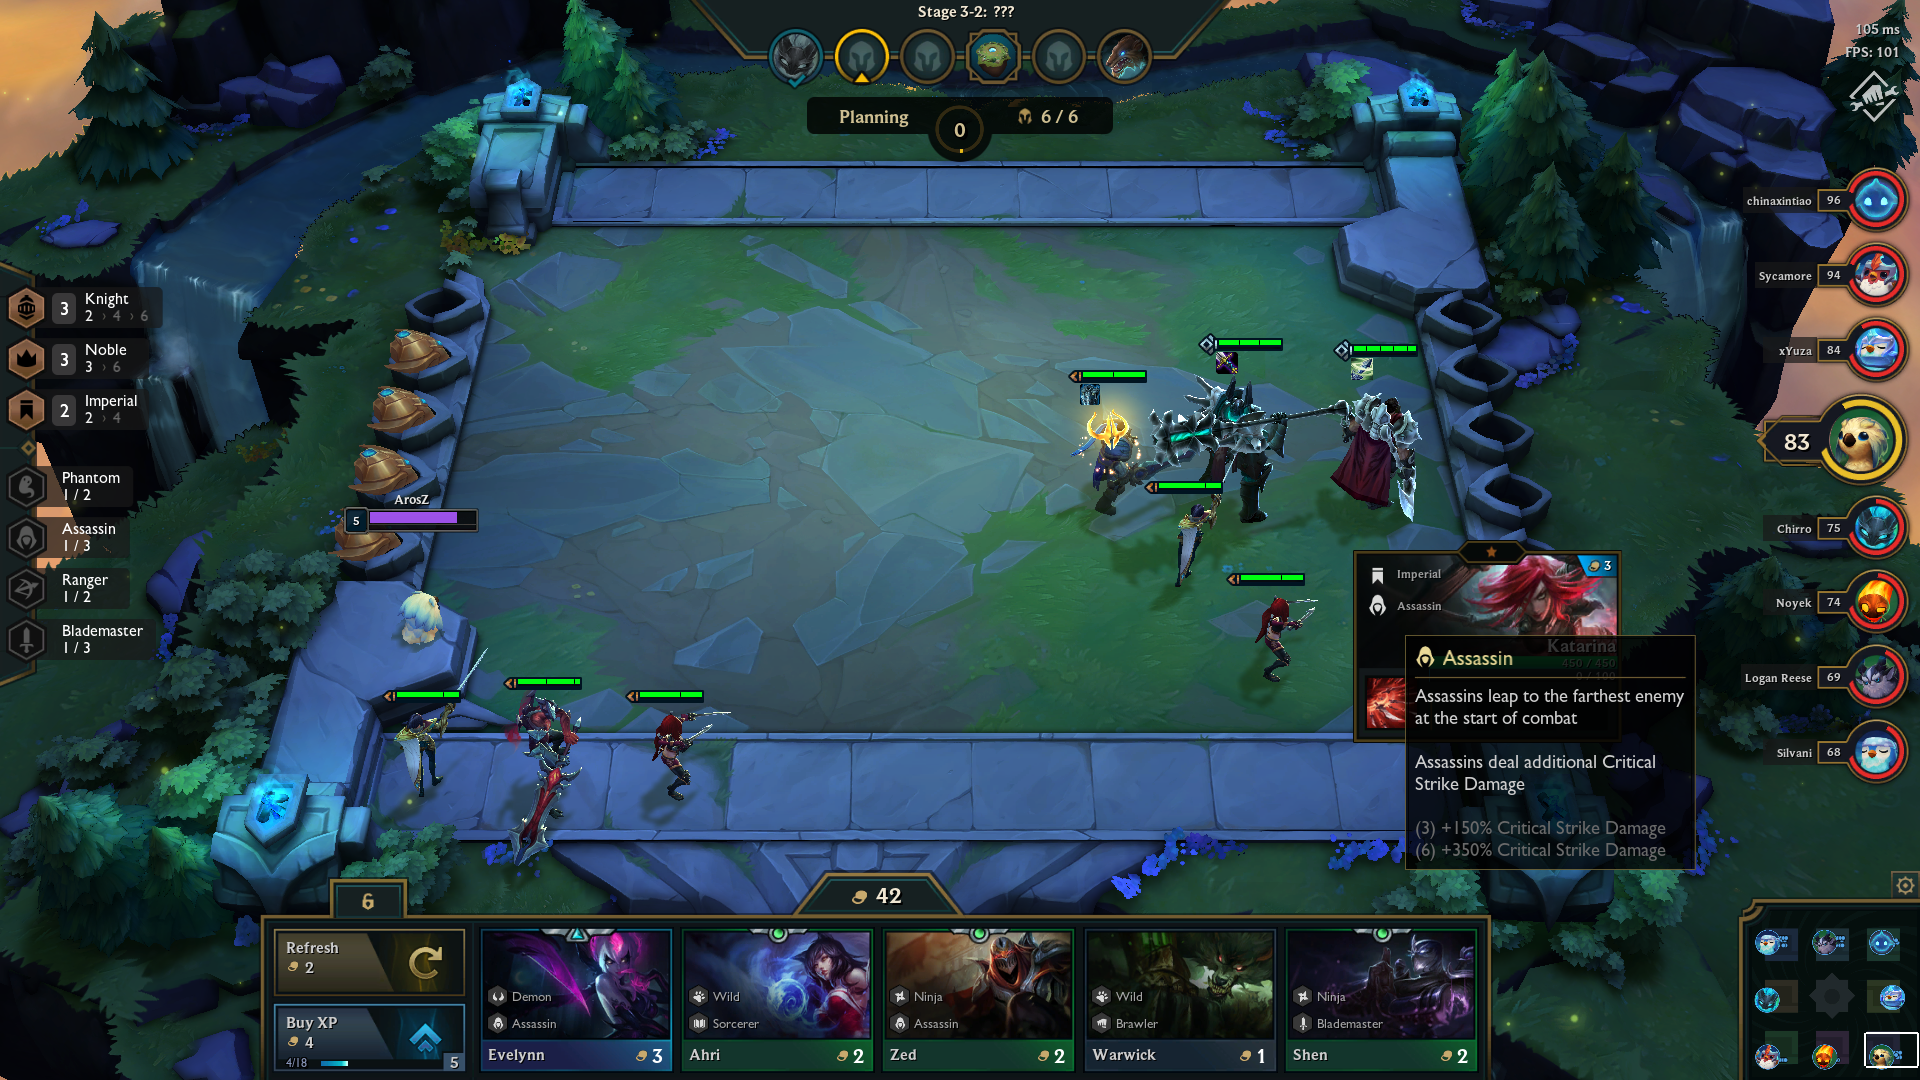 Stage 3-2: ???
105 ms
FPS: 101
Planning
0
6 / 6
chinaxintiao
96
Sycamore
94
xYuza
84
83
Chirro
75
Noyek
74
Logan Reese
69
Silvani
68
3
Knight
2 › 4 › 6
3
Noble
3 › 6
2
Imperial
2 › 4
Phantom
1 / 2
Assassin
1 / 3
Ranger
1 / 2
Blademaster
1 / 3
ArosZ
5
Imperial
Assassin
3
Katarina
450 / 450
0 / 100
Assassin
Assassins leap to the farthest enemy
at the start of combat
Assassins deal additional Critical
Strike Damage
(3) +150% Critical Strike Damage
(6) +350% Critical Strike Damage
6
42
Refresh
2
Buy XP
4
4/18
5
Demon
Assassin
Evelynn
3
Wild
Sorcerer
Ahri
2
Ninja
Assassin
Zed
2
Wild
Brawler
Warwick
1
Ninja
Blademaster
Shen
2